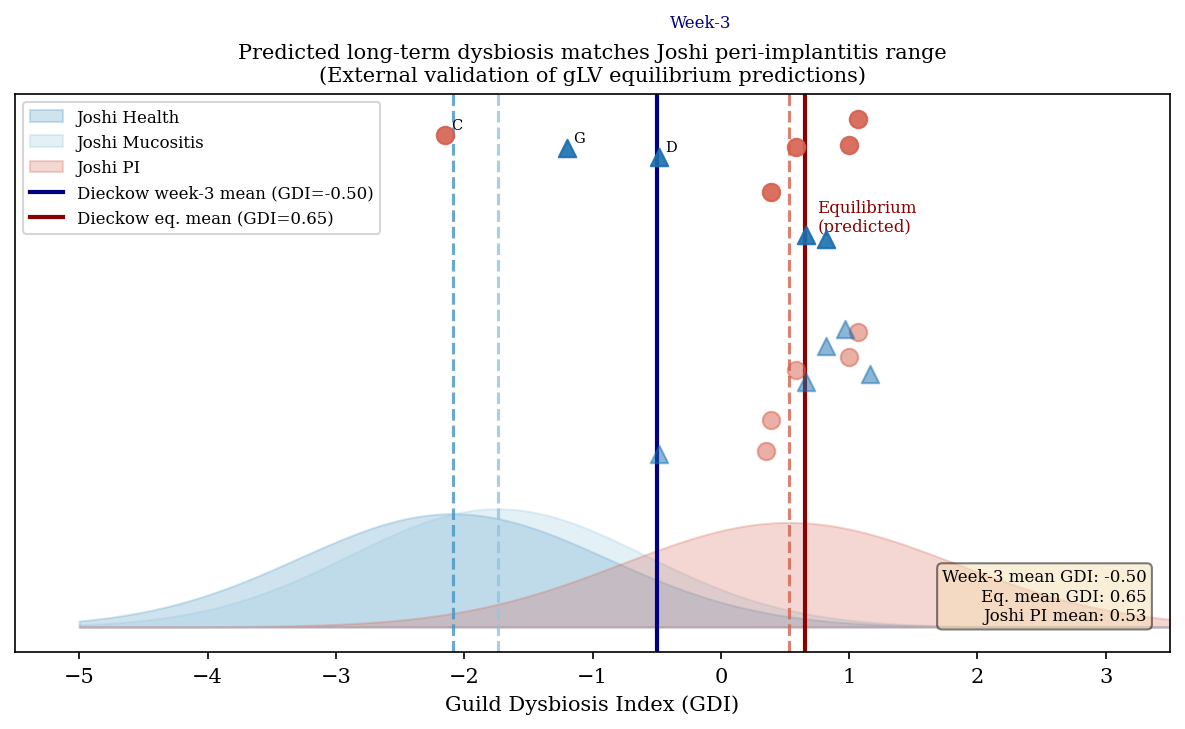 Week-3
Predicted long-term dysbiosis matches Joshi peri-implantitis range
(External validation of gLV equilibrium predictions)
Joshi Health
Joshi Mucositis
Joshi PI
Dieckow week-3 mean (GDI=-0.50)
Dieckow eq. mean (GDI=0.65)
C
G
D
Equilibrium
(predicted)
Week-3 mean GDI: -0.50
Eq. mean GDI: 0.65
Joshi PI mean: 0.53
−5 −4 −3 −2 −1 0 1 2 3
Guild Dysbiosis Index (GDI)